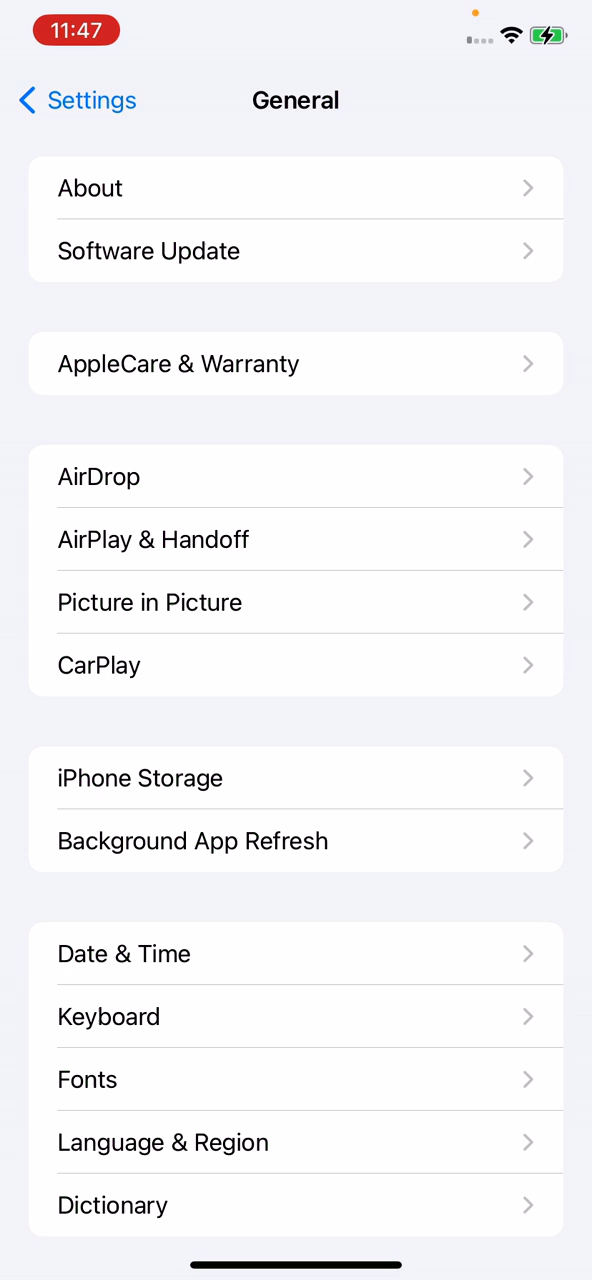 11:47
Settings
General
About
Software Update
AppleCare & Warranty
AirDrop
AirPlay & Handoff
Picture in Picture
CarPlay
iPhone Storage
Background App Refresh
Date & Time
Keyboard
Fonts
Language & Region
Dictionary